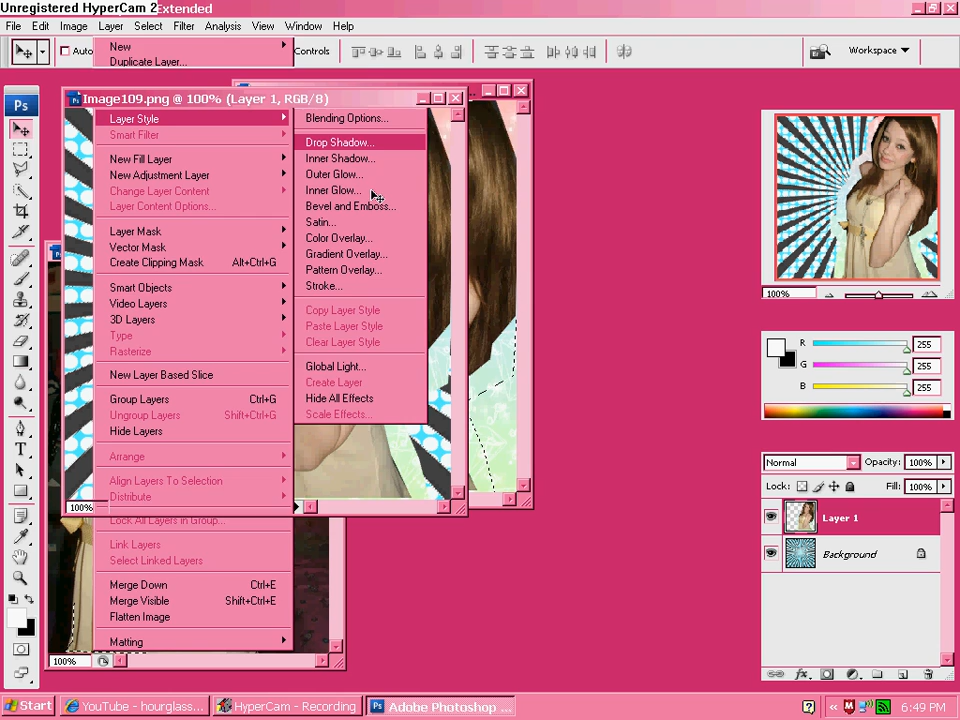 Unregistered HyperCam 2 Extended
File Edit Image Layer Select Filter Analysis View Window Help
Auto Controls Workspace
New
Duplicate Layer...
Image109.png @ 100% (Layer 1, RGB/8)
Ps
Layer Style
Smart Filter
New Fill Layer
New Adjustment Layer
Change Layer Content
Layer Content Options...
Layer Mask
Vector Mask
Create Clipping Mask Alt+Ctrl+G
Smart Objects
Video Layers
3D Layers
Type
Rasterize
New Layer Based Slice
Group Layers Ctrl+G
Ungroup Layers Shift+Ctrl+G
Hide Layers
Arrange
Align Layers To Selection
Distribute
Lock All Layers in Group...
Link Layers
Select Linked Layers
Merge Down Ctrl+E
Merge Visible Shift+Ctrl+E
Flatten Image
Matting
Blending Options...
Drop Shadow...
Inner Shadow...
Outer Glow...
Inner Glow...
Bevel and Emboss...
Satin...
Color Overlay...
Gradient Overlay...
Pattern Overlay...
Stroke...
Copy Layer Style
Paste Layer Style
Clear Layer Style
Global Light...
Create Layer
Hide All Effects
Scale Effects...
100%
100%
100%
R 255
G 255
B 255
Normal Opacity: 100%
Lock: Fill: 100%
Layer 1
Background
Start YouTube - hourglass... HyperCam - Recording Ps Adobe Photoshop ... ? « 6:49 PM